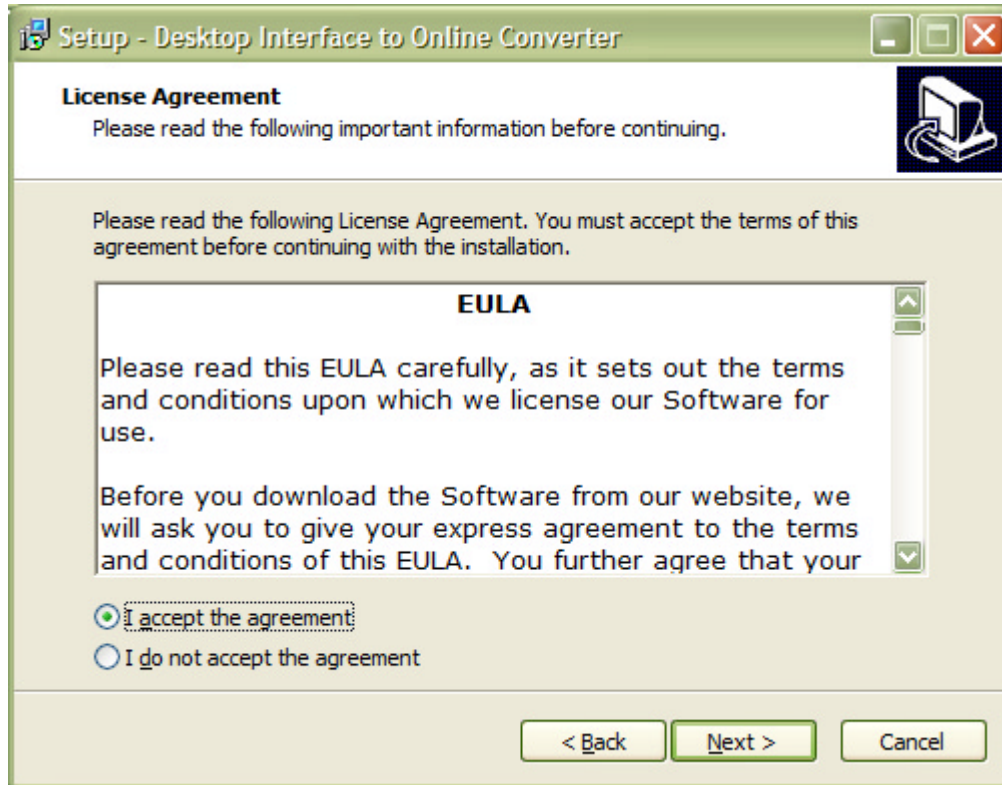 Setup - Desktop Interface to Online Converter
License Agreement
Please read the following important information before continuing.
Please read the following License Agreement. You must accept the terms of this
agreement before continuing with the installation.
EULA
Please read this EULA carefully, as it sets out the terms
and conditions upon which we license our Software for
use.
Before you download the Software from our website, we
will ask you to give your express agreement to the terms
and conditions of this EULA.  You further agree that your
I accept the agreement
I do not accept the agreement
< Back
Next >
Cancel